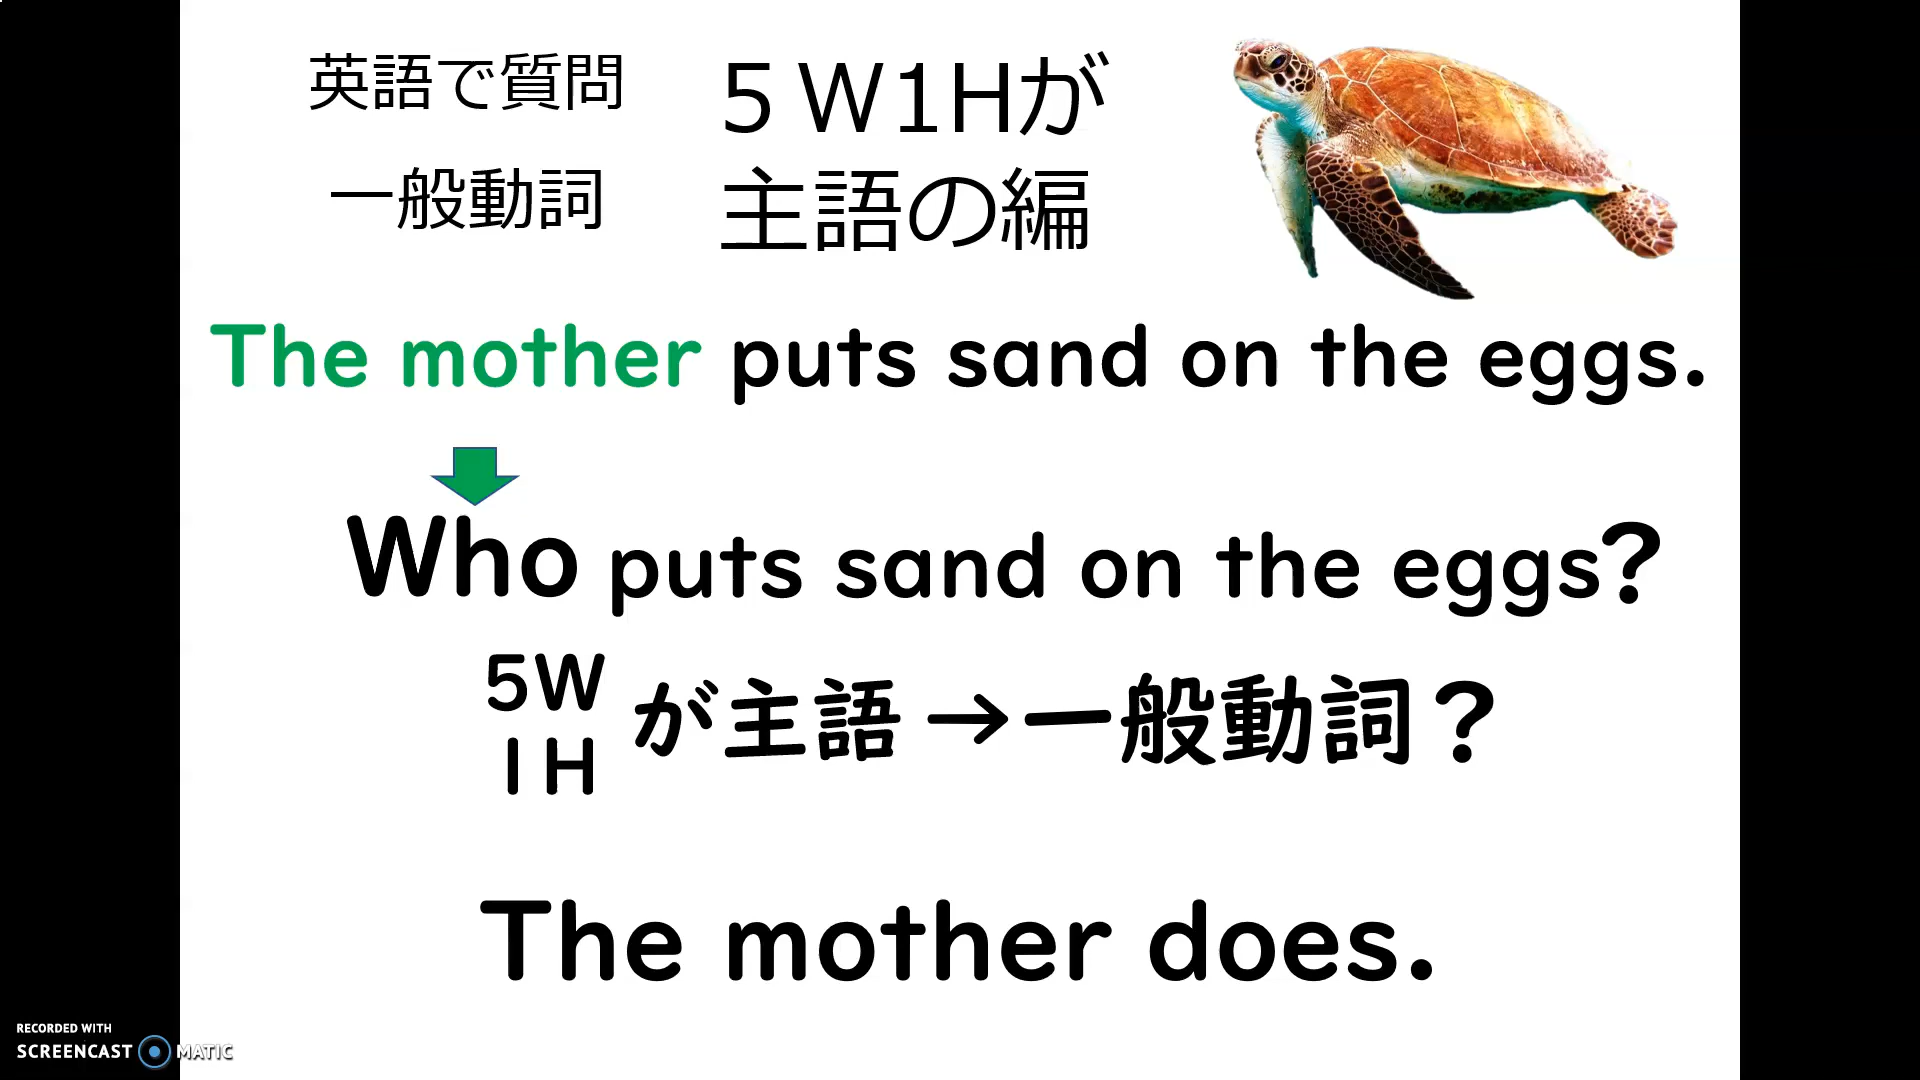 英語で質問
一般動詞
５W1Hが
主語の編
The mother puts sand on the eggs.
Who puts sand on the eggs?
5W
1H
が主語→一般動詞？
The mother does.
RECORDED WITH
SCREENCAST MATIC